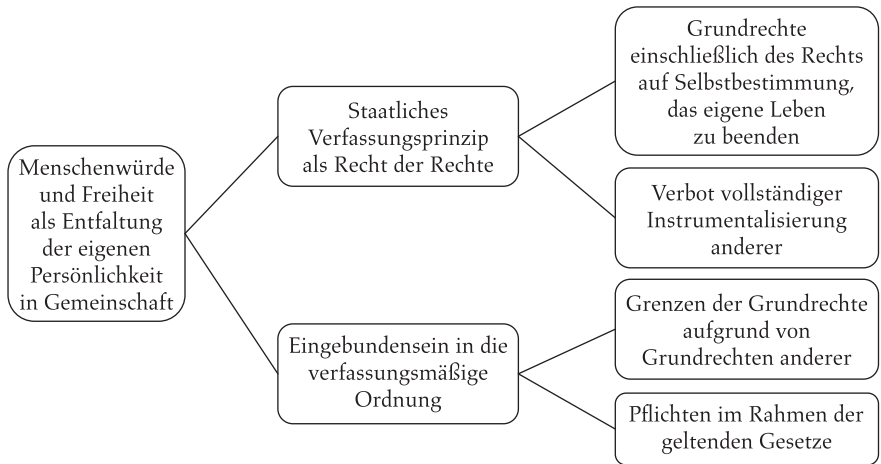 Menschenwürde
und Freiheit
als Entfaltung
der eigenen
Persönlichkeit
in Gemeinschaft
Staatliches
Verfassungsprinzip
als Recht der Rechte
Eingebundensein in die
verfassungsmäßige
Ordnung
Grundrechte
einschließlich des Rechts
auf Selbstbestimmung,
das eigene Leben
zu beenden
Verbot vollständiger
Instrumentalisierung
anderer
Grenzen der Grundrechte
aufgrund von
Grundrechten anderer
Pflichten im Rahmen der
geltenden Gesetze